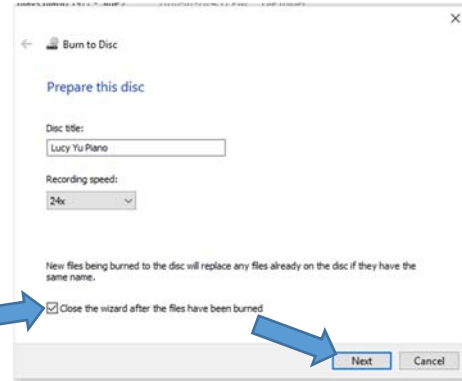 Burn to Disc
Prepare this disc
Disc title:
Lucy Yu Piano
Recording speed:
24x
New files being burned to the disc will replace any files already on the disc if they have the
same name.
Close the wizard after the files have been burned
Next Cancel